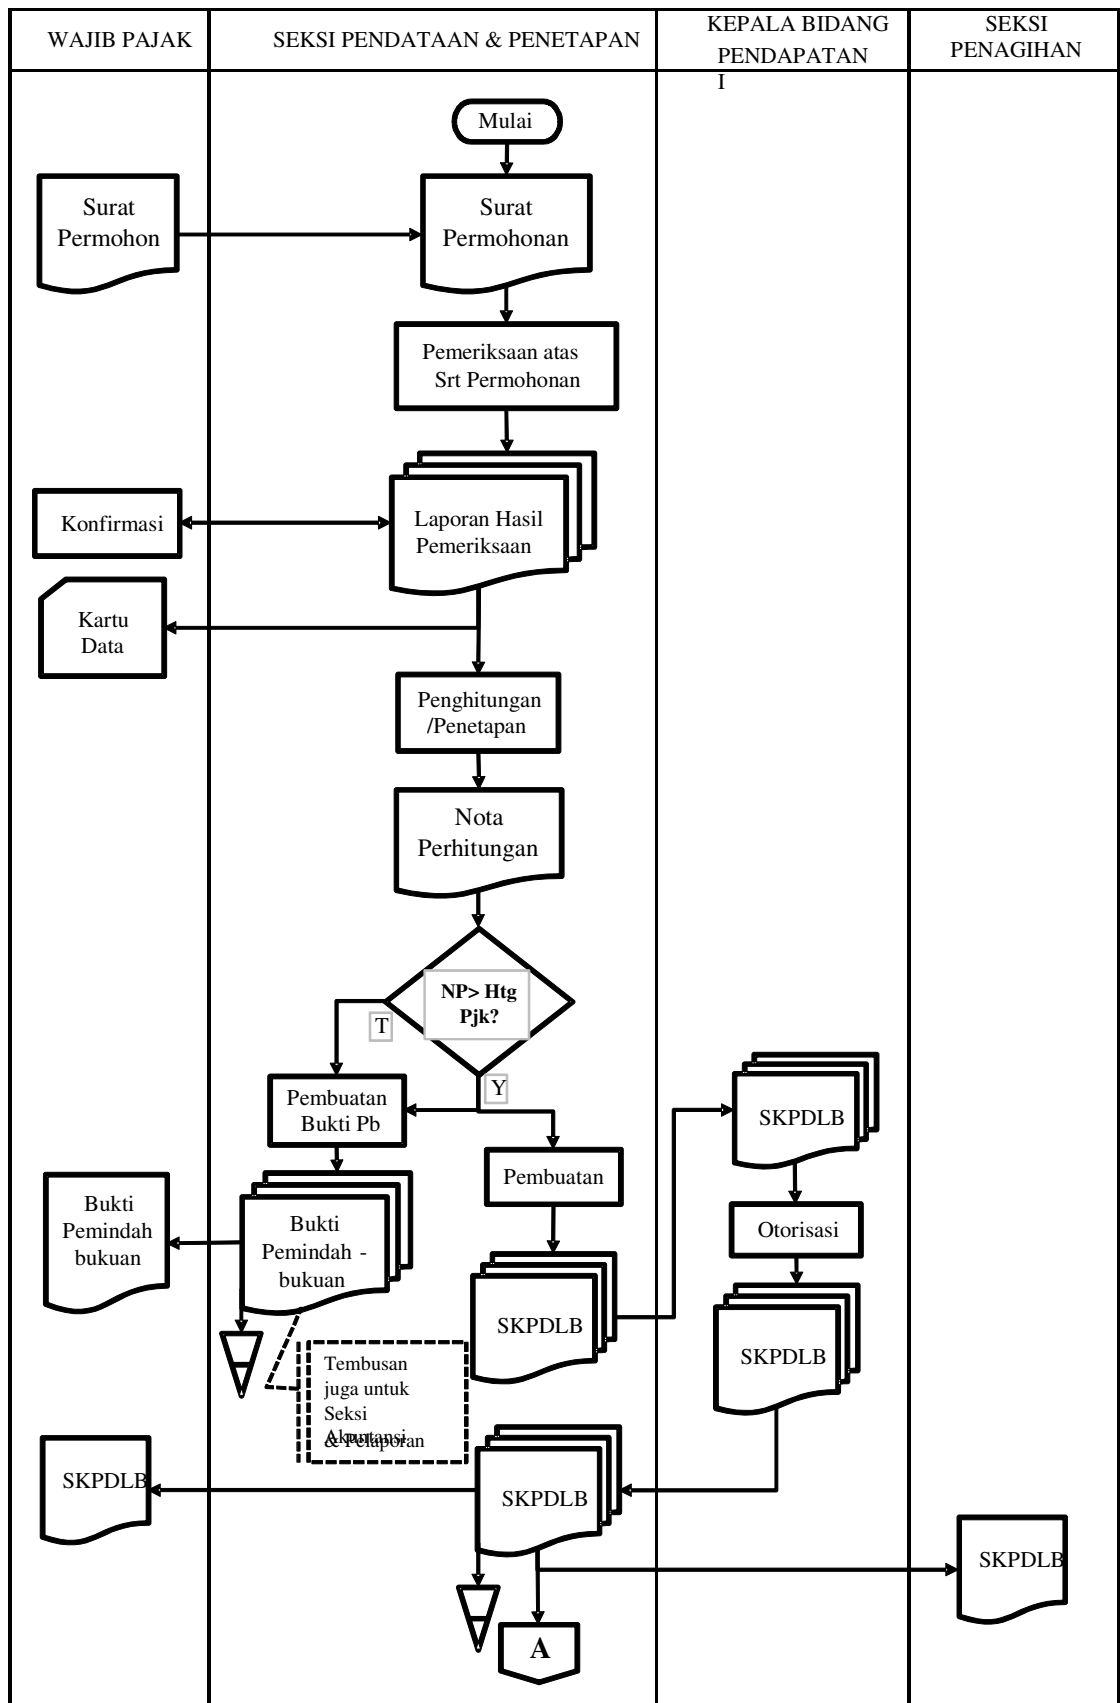 WAJIB PAJAK
SEKSI PENDATAAN & PENETAPAN
KEPALA BIDANG
PENDAPATAN
I
SEKSI
PENAGIHAN
Mulai
Surat
Permohon
Surat
Permohonan
Pemeriksaan atas
Srt Permohonan
Konfirmasi
Laporan Hasil
Pemeriksaan
Kartu
Data
Penghitungan
/Penetapan
Nota
Perhitungan
NP> Htg
Pjk?
T
Y
Pembuatan
Bukti Pb
SKPDLB
Pembuatan
Bukti
Pemindah
bukuan
Bukti
Pemindah -
bukuan
Otorisasi
SKPDLB
SKPDLB
Tembusan
juga untuk
Seksi
Akuntansi
& Pelaporan
SKPDLB
SKPDLB
SKPDLB
A